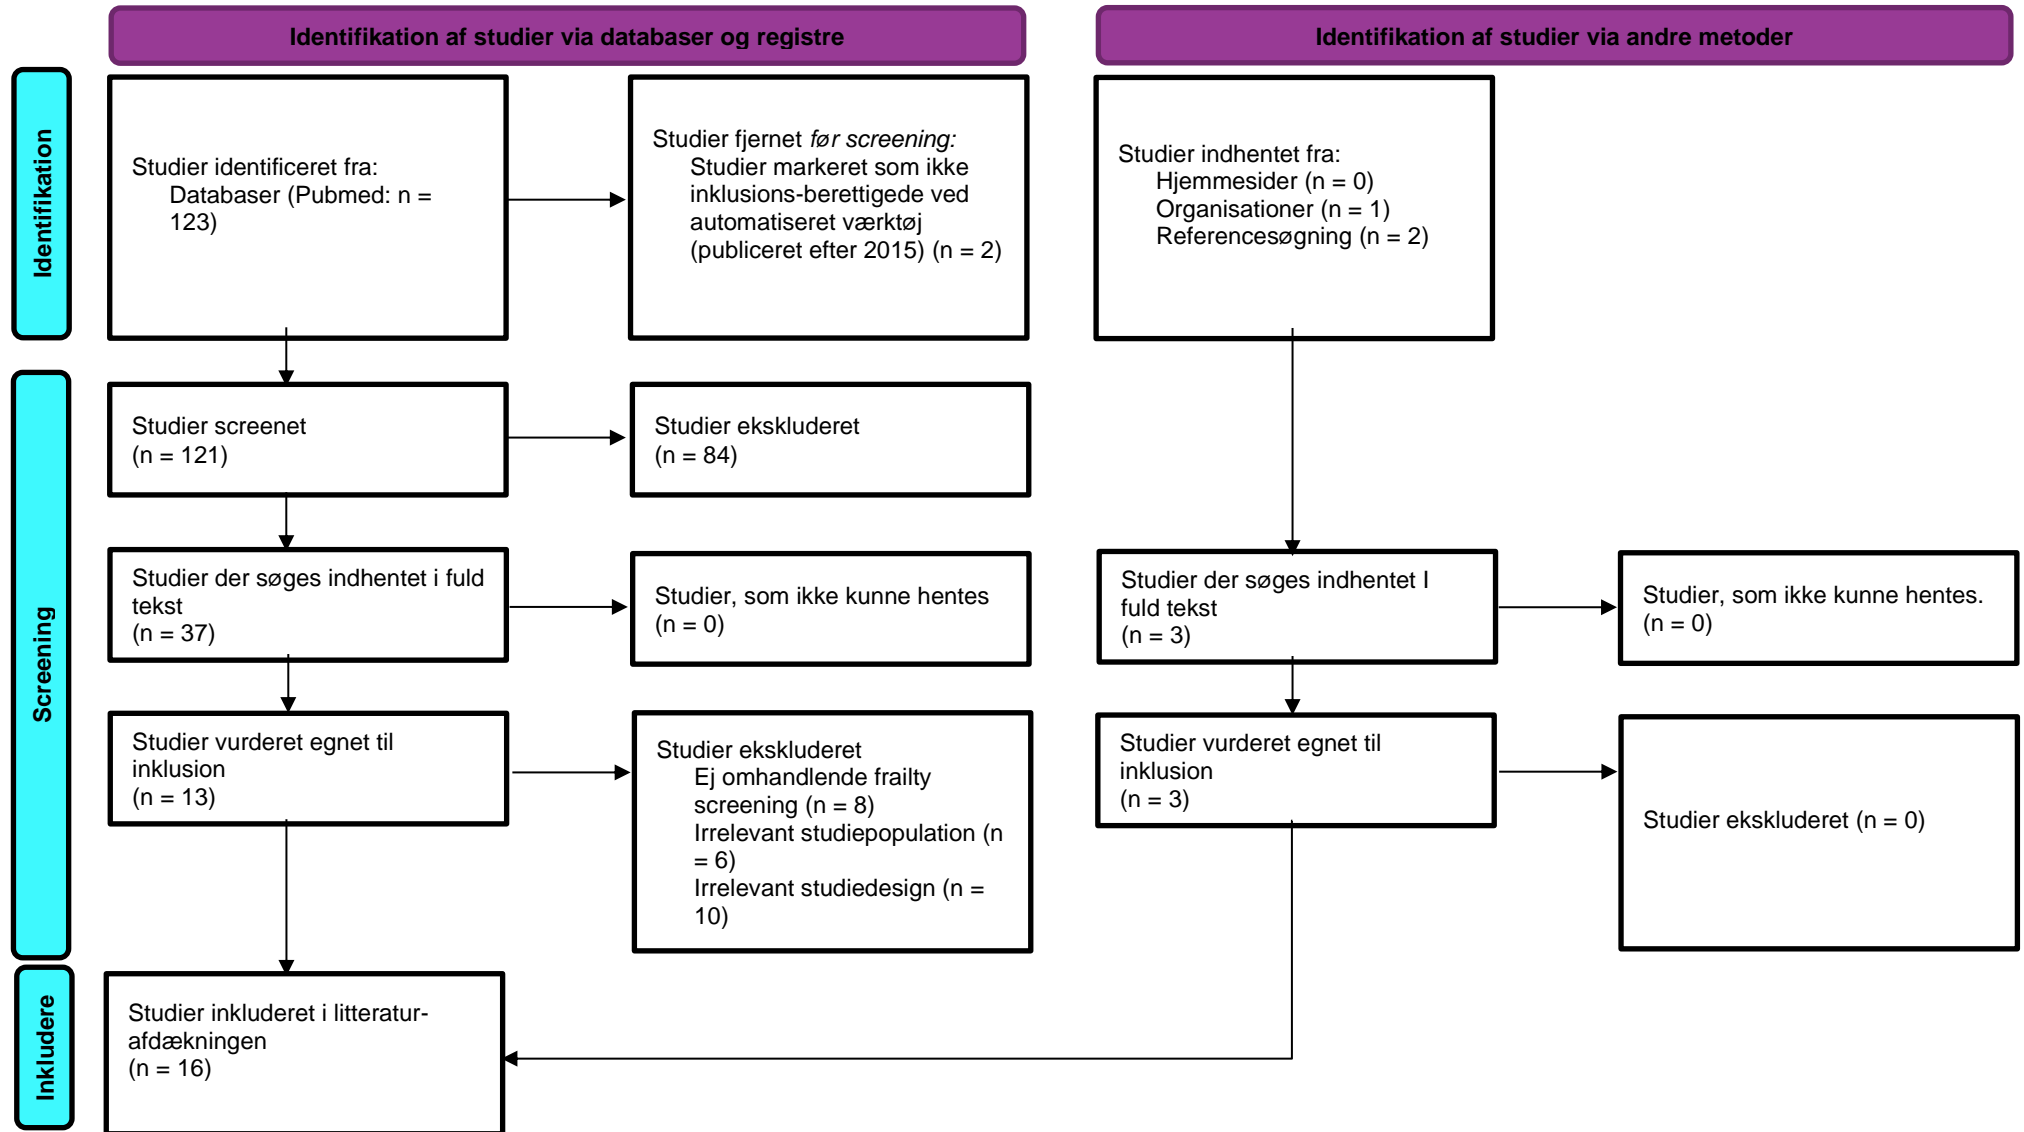 Identifikation af studier via databaser og registre
Identifikation af studier via andre metoder
Identifikation
Studier identificeret fra:
Databaser (Pubmed: n =
123)
Studier fjernet før screening:
Studier markeret som ikke
inklusions-berettigede ved
automatiseret værktøj
(publiceret efter 2015) (n = 2)
Studier indhentet fra:
Hjemmesider (n = 0)
Organisationer (n = 1)
Referencesøgning (n = 2)
Screening
Studier screenet
(n = 121)
Studier ekskluderet
(n = 84)
Studier der søges indhentet i fuld
tekst
(n = 37)
Studier, som ikke kunne hentes
(n = 0)
Studier der søges indhentet I
fuld tekst
(n = 3)
Studier, som ikke kunne hentes.
(n = 0)
Studier vurderet egnet til
inklusion
(n = 13)
Studier ekskluderet
Ej omhandlende frailty
screening (n = 8)
Irrelevant studiepopulation (n
= 6)
Irrelevant studiedesign (n =
10)
Studier vurderet egnet til
inklusion
(n = 3)
Studier ekskluderet (n = 0)
Inkludere
Studier inkluderet i litteratur-
afdækningen
(n = 16)